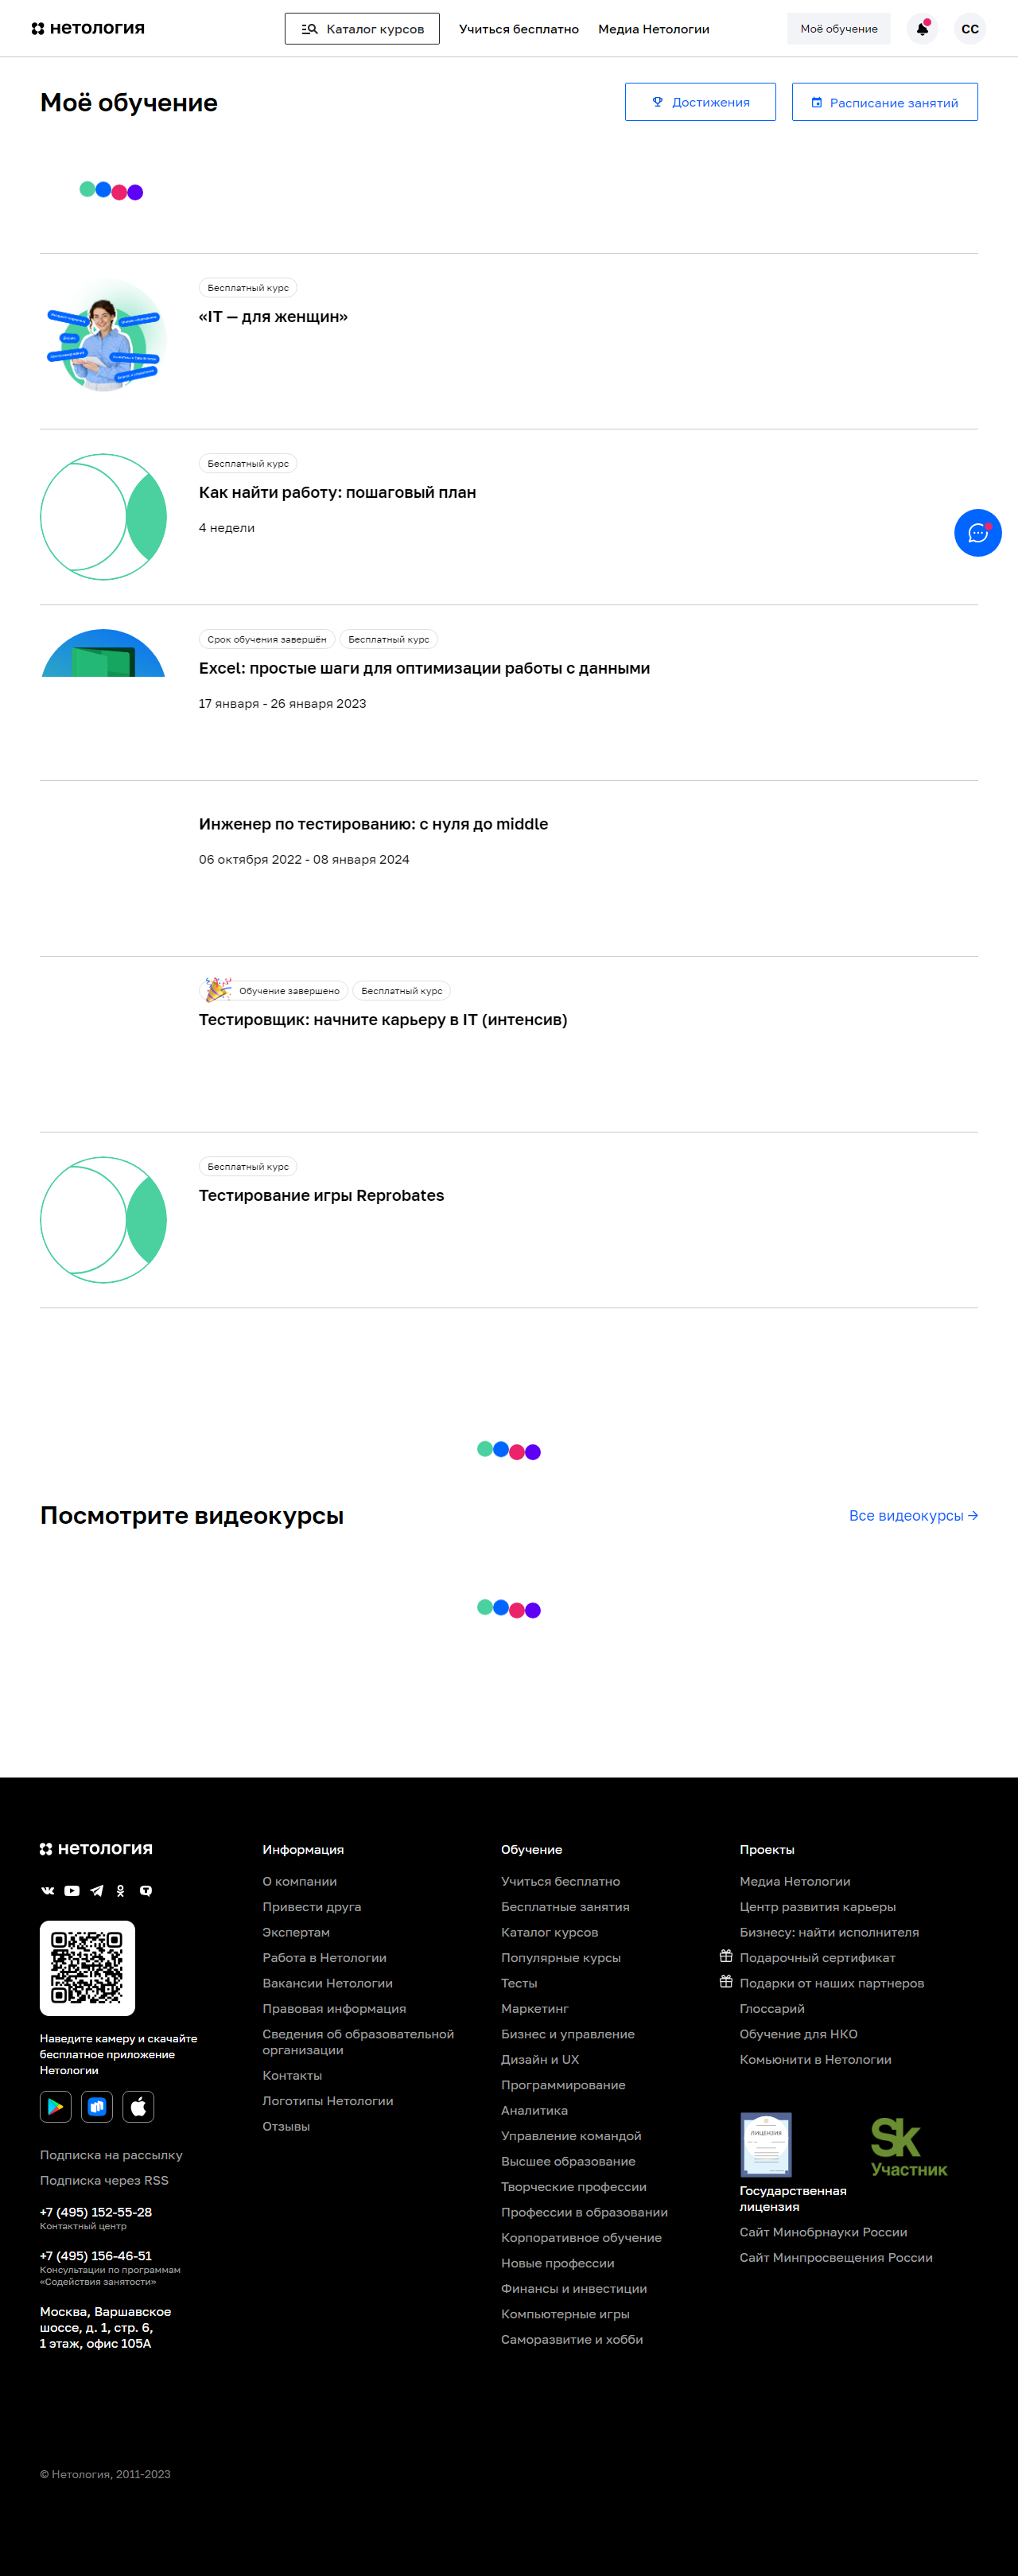 нетология
Каталог курсов
Учиться бесплатно
Медиа Нетологии
Моё обучение
СС
Моё обучение
Достижения
Расписание занятий
Бесплатный курс
«IT — для женщин»
Бесплатный курс
Как найти работу: пошаговый план
4 недели
Срок обучения завершён
Бесплатный курс
Excel: простые шаги для оптимизации работы с данными
17 января - 26 января 2023
Инженер по тестированию: с нуля до middle
06 октября 2022 - 08 января 2024
Обучение завершено
Бесплатный курс
Тестировщик: начните карьеру в IT (интенсив)
Бесплатный курс
Тестирование игры Reprobates
Посмотрите видеокурсы
Все видеокурсы →
нетология
Наведите камеру и скачайте
бесплатное приложение
Нетологии
Подписка на рассылку
Подписка через RSS
+7 (495) 152-55-28
Контактный центр
+7 (495) 156-46-51
Консультации по программам
«Содействия занятости»
Москва, Варшавское
шоссе, д. 1, стр. 6,
1 этаж, офис 105А
Информация
О компании
Привести друга
Экспертам
Работа в Нетологии
Вакансии Нетологии
Правовая информация
Сведения об образовательной
организации
Контакты
Логотипы Нетологии
Отзывы
Обучение
Учиться бесплатно
Бесплатные занятия
Каталог курсов
Популярные курсы
Тесты
Маркетинг
Бизнес и управление
Дизайн и UX
Программирование
Аналитика
Управление командой
Высшее образование
Творческие профессии
Профессии в образовании
Корпоративное обучение
Новые профессии
Финансы и инвестиции
Компьютерные игры
Саморазвитие и хобби
Проекты
Медиа Нетологии
Центр развития карьеры
Бизнесу: найти исполнителя
Подарочный сертификат
Подарки от наших партнеров
Глоссарий
Обучение для НКО
Комьюнити в Нетологии
ЛИЦЕНЗИЯ
Sk
Участник
Государственная
лицензия
Сайт Минобрнауки России
Сайт Минпросвещения России
© Нетология, 2011-2023